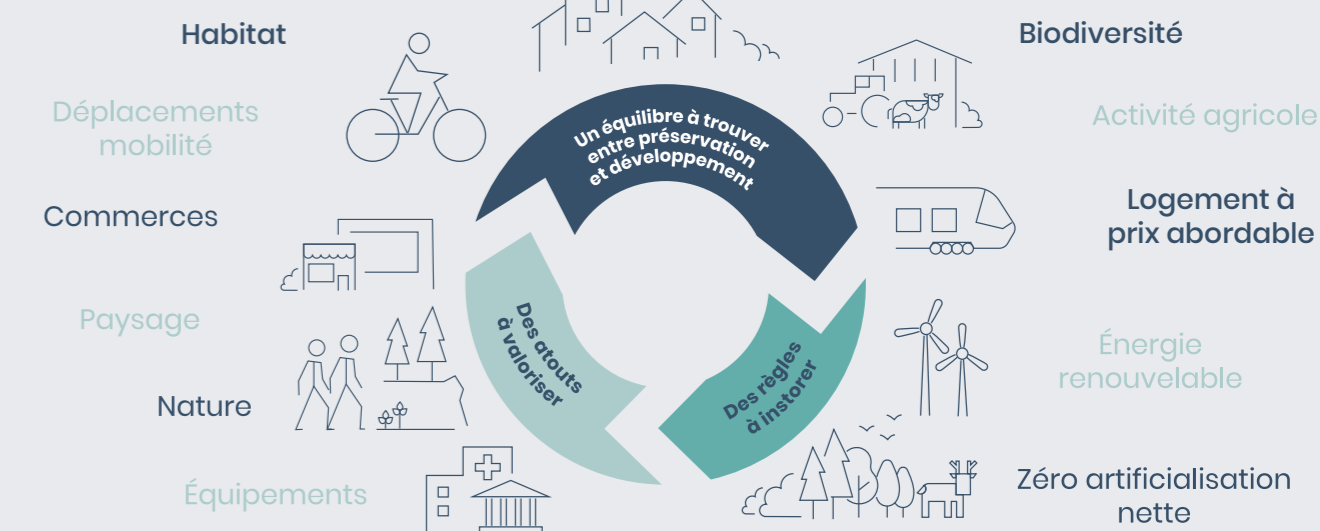 Habitat
Déplacements
mobilité
Commerces
Paysage
Nature
Équipements
Un équilibre à trouver
entre préservation
et développement
Des atouts
à valoriser
Des règles
à instorer
Biodiversité
Activité agricole
Logement à
prix abordable
Énergie
renouvelable
Zéro artificialisation
nette